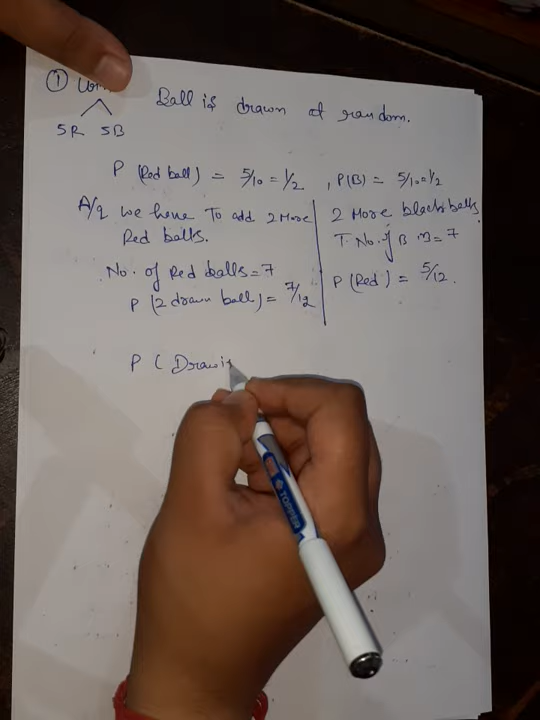 ① 
Ball is drawn at random.
5R 5B
P (Red ball) = 5/10 = 1/2
, P(B) = 5/10=1/2
A/q we have To add 2 More
Red balls.
No. of Red balls = 7
P (2 drawn ball) = 7/12
2 More black balls
T. No. of B = 7
P (Red) = 5/12.
P ( Drawi
TOPPER